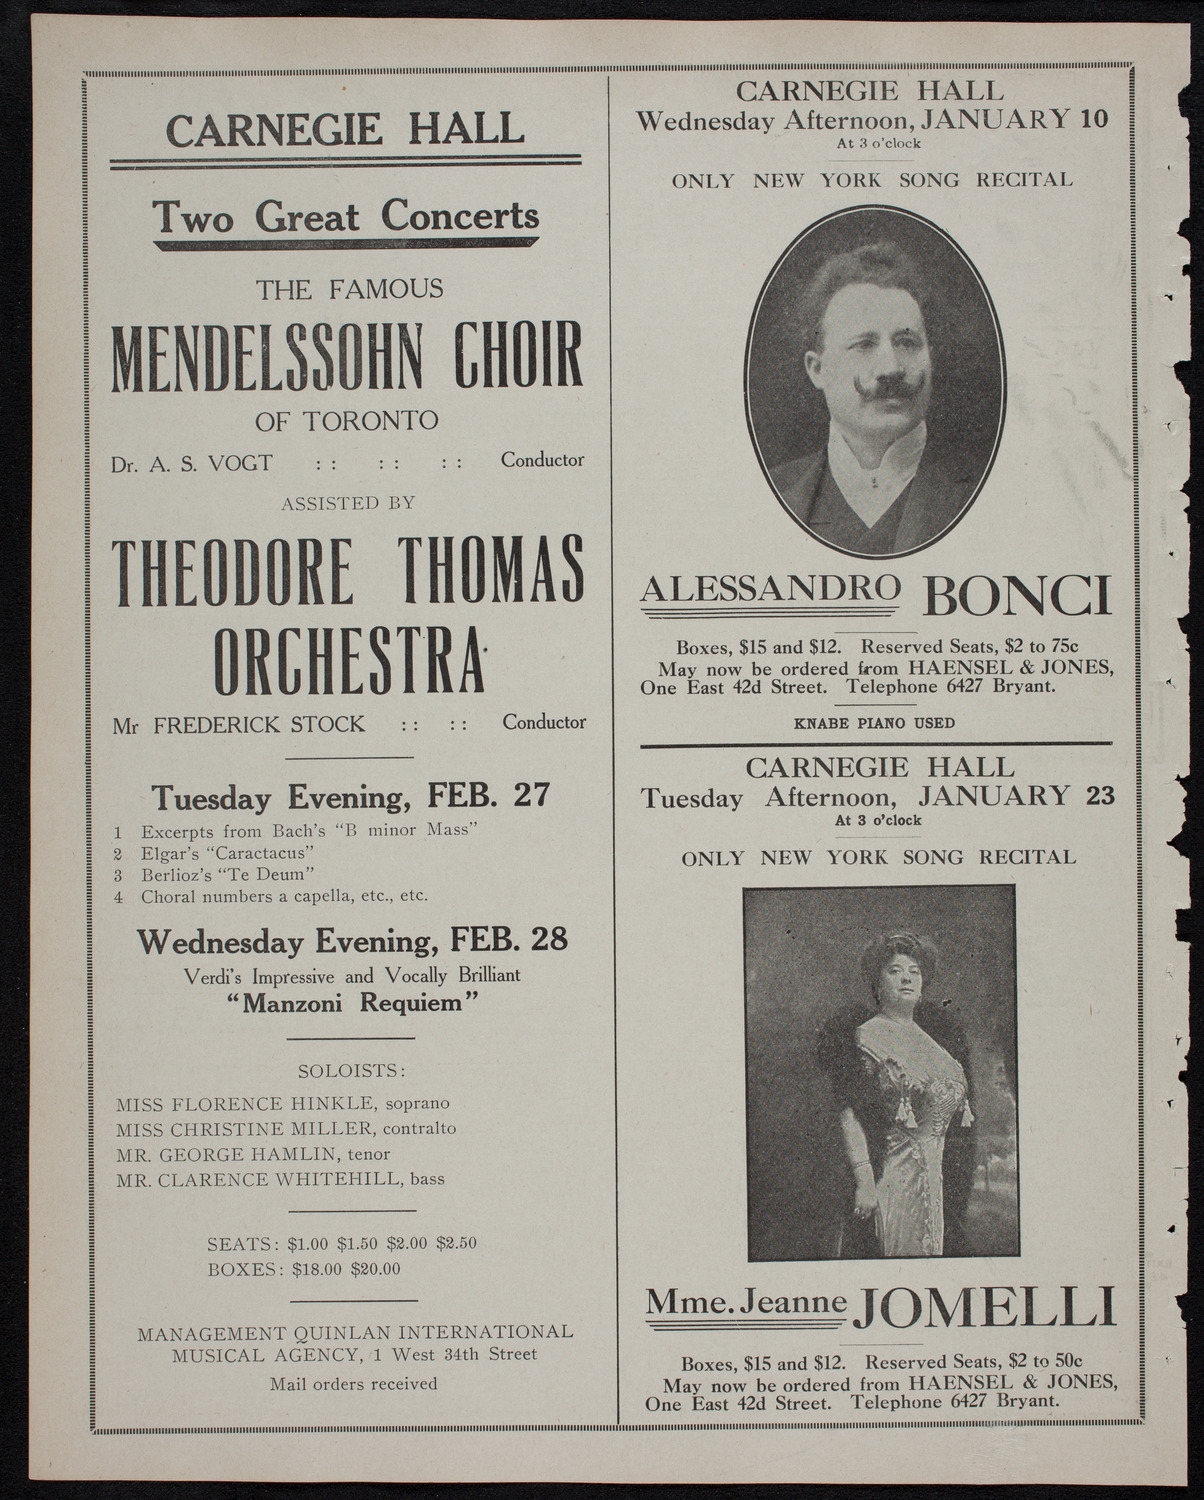 CARNEGIE HALL
Two Great Concerts
THE FAMOUS
MENDELSSOHN CHOIR
OF TORONTO
Dr. A. S. VOGT : : : : : : Conductor
ASSISTED BY
THEODORE THOMAS
ORCHESTRA
Mr FREDERICK STOCK : : : : Conductor
Tuesday Evening, FEB. 27
1 Excerpts from Bach's "B minor Mass"
2 Elgar's "Caractacus"
3 Berlioz's "Te Deum"
4 Choral numbers a capella, etc., etc.
Wednesday Evening, FEB. 28
Verdi's Impressive and Vocally Brilliant
"Manzoni Requiem"
SOLOISTS:
MISS FLORENCE HINKLE, soprano
MISS CHRISTINE MILLER, contralto
MR. GEORGE HAMLIN, tenor
MR. CLARENCE WHITEHILL, bass
SEATS: $1.00 $1.50 $2.00 $2.50
BOXES: $18.00 $20.00
MANAGEMENT QUINLAN INTERNATIONAL
MUSICAL AGENCY, 1 West 34th Street
Mail orders received
CARNEGIE HALL
Wednesday Afternoon, JANUARY 10
At 3 o'clock
ONLY NEW YORK SONG RECITAL
ALESSANDRO BONCI
Boxes, $15 and $12. Reserved Seats, $2 to 75c
May now be ordered from HAENSEL & JONES,
One East 42d Street. Telephone 6427 Bryant.
KNABE PIANO USED
CARNEGIE HALL
Tuesday Afternoon, JANUARY 23
At 3 o'clock
ONLY NEW YORK SONG RECITAL
Mme. Jeanne JOMELLI
Boxes, $15 and $12. Reserved Seats, $2 to 50c
May now be ordered from HAENSEL & JONES,
One East 42d Street. Telephone 6427 Bryant.